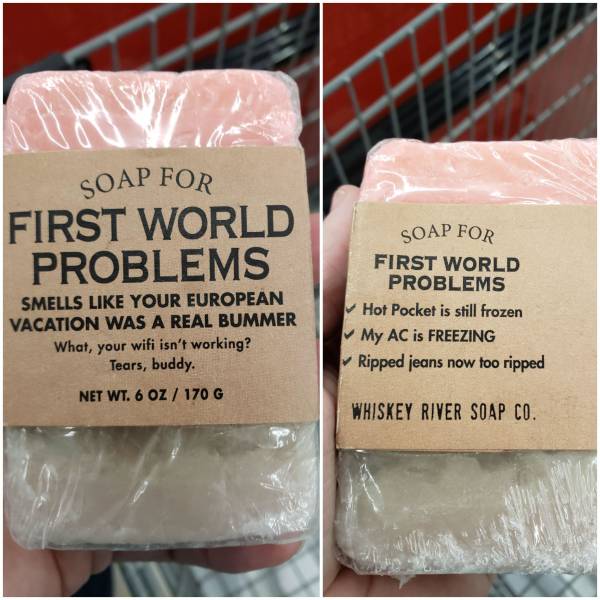 SOAP FOR
FIRST WORLD
PROBLEMS
SMELLS LIKE YOUR EUROPEAN
VACATION WAS A REAL BUMMER
What, your wifi isn't working?
Tears, buddy.
NET WT. 6 OZ / 170 G
SOAP FOR
FIRST WORLD
PROBLEMS
✔ Hot Pocket is still frozen
✔ My AC is FREEZING
✔ Ripped jeans now too ripped
WHISKEY RIVER SOAP CO.